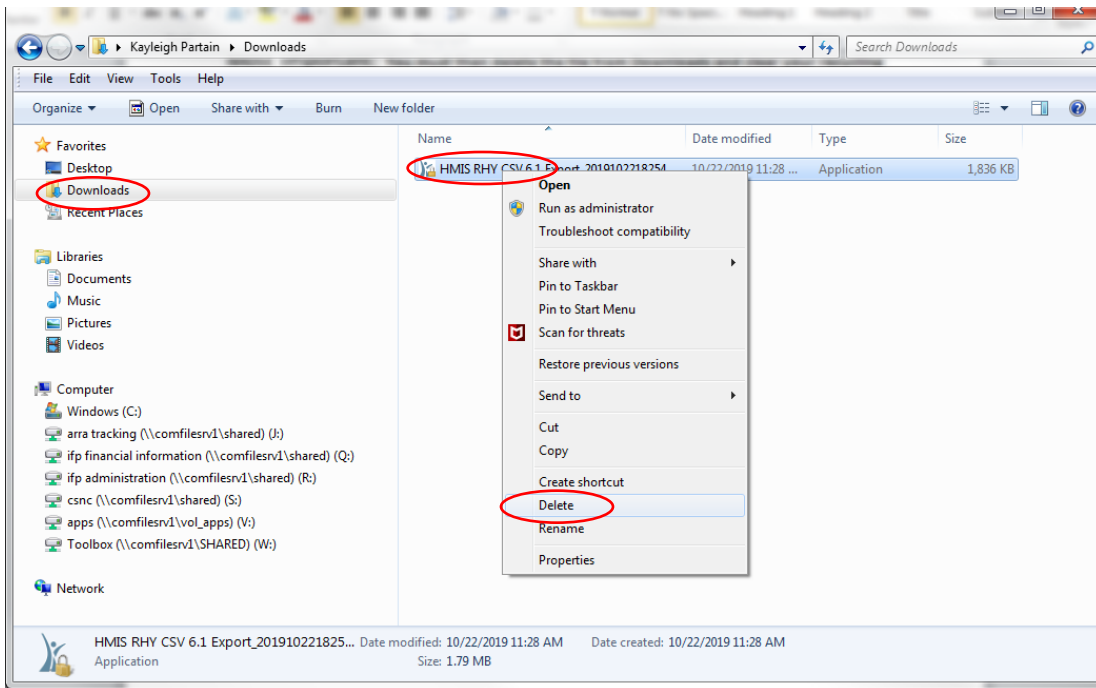 Kayleigh Partain ▸ Downloads
Search Downloads
File Edit View Tools Help
Organize Open Share with Burn New folder
Name Date modified Type Size
Favorites
Desktop
Downloads
Recent Places
Libraries
Documents
Music
Pictures
Videos
Computer
Windows (C:)
arra tracking (\\comfilesrv1\shared) (J:)
ifp financial information (\\comfilesrv1\shared) (Q:)
ifp administration (\\comfilesrv1\shared) (R:)
csnc (\\comfilesrv1\shared) (S:)
apps (\\comfilesrv1\vol_apps) (V:)
Toolbox (\\comfilesrv1\SHARED) (W:)
Network
HMIS RHY CSV 6.1 Export_2019102218254 10/22/2019 11:28 ... Application 1,836 KB
Open
Run as administrator
Troubleshoot compatibility
Share with
Pin to Taskbar
Pin to Start Menu
Scan for threats
Restore previous versions
Send to
Cut
Copy
Create shortcut
Delete
Rename
Properties
HMIS RHY CSV 6.1 Export_201910221825... Date modified: 10/22/2019 11:28 AM Date created: 10/22/2019 11:28 AM
Application Size: 1.79 MB